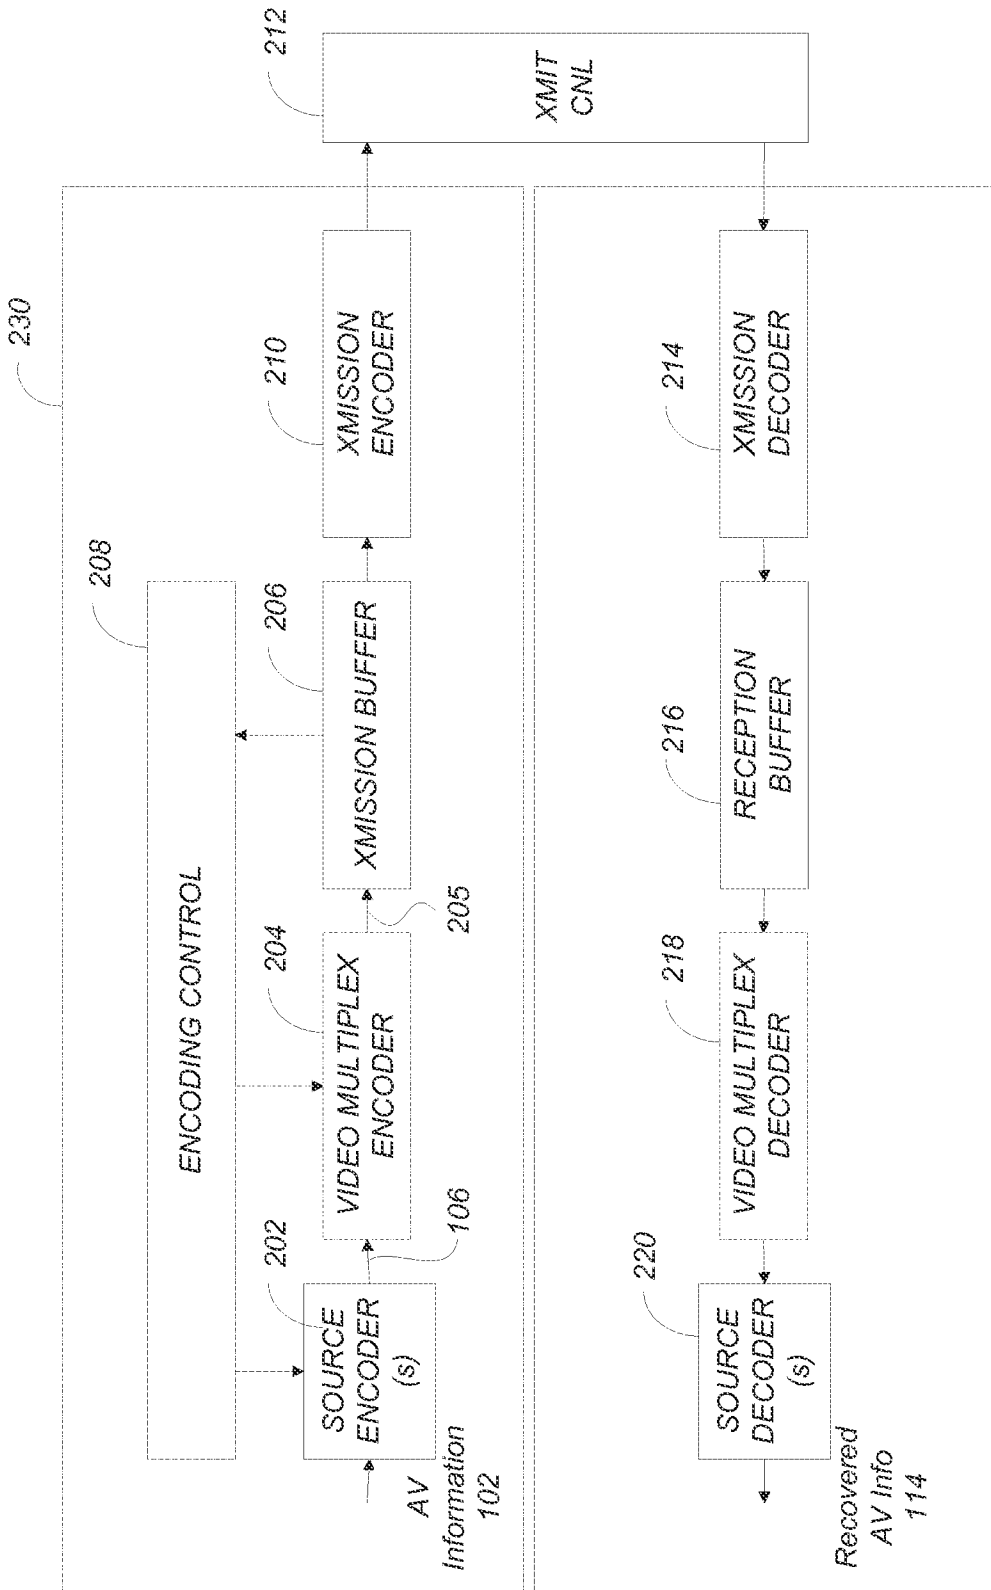 230
208
ENCODING CONTROL
202
204
206
210
212
SOURCE
ENCODER
(s)
VIDEO MULTIPLEX
ENCODER
XMISSION BUFFER
XMISSION
ENCODER
XMIT
CNL
AV
Information
102
106
205
220
218
216
214
SOURCE
DECODER
(s)
VIDEO MULTIPLEX
DECODER
RECEPTION
BUFFER
XMISSION
DECODER
Recovered
AV Info
114